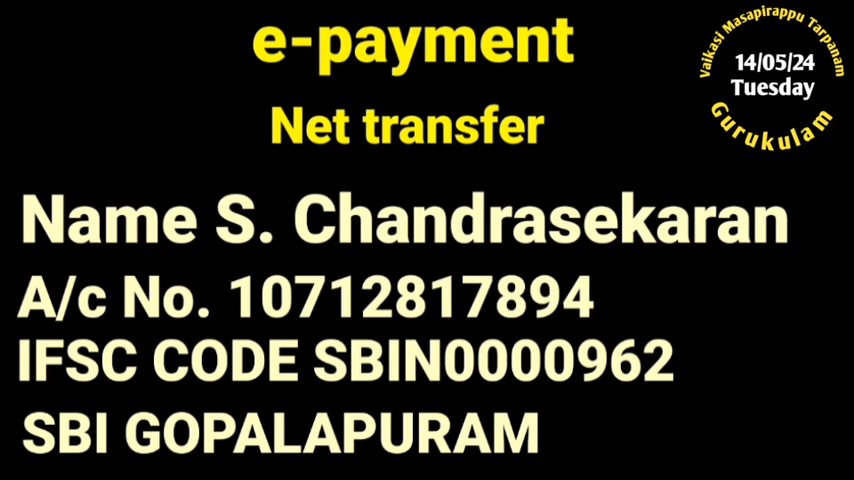 e-payment
Net transfer
Vaikasi Masapirappu Tarpanam
14/05/24
Tuesday
Gurukulam
Name S. Chandrasekaran
A/c No. 10712817894
IFSC CODE SBIN0000962
SBI GOPALAPURAM